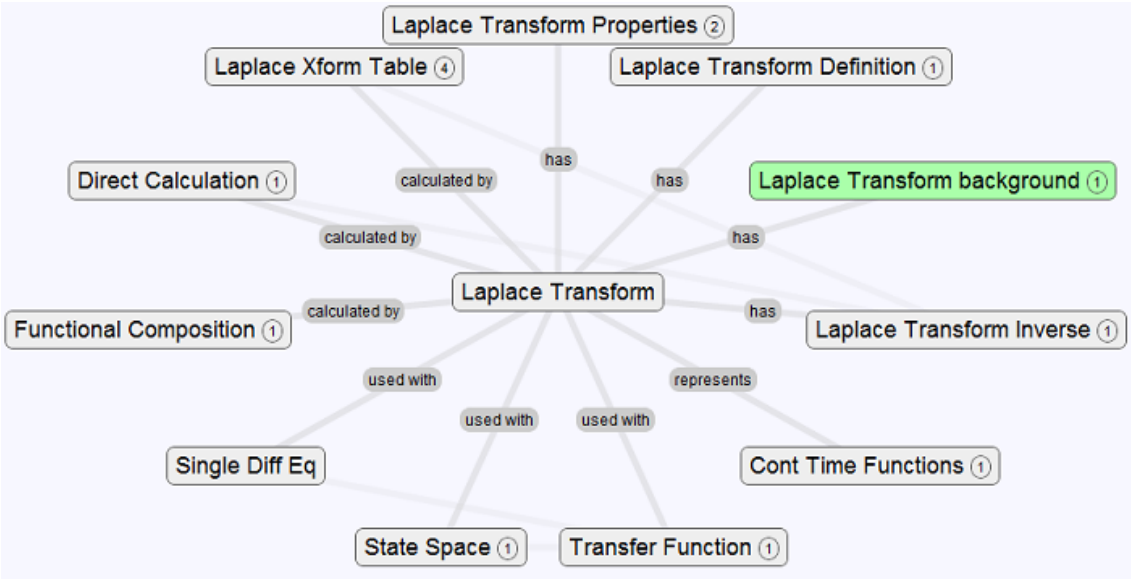 Laplace Transform Properties 2
Laplace Xform Table 4
Laplace Transform Definition 1
has
calculated by
has
Direct Calculation 1
Laplace Transform background 1
calculated by
has
Laplace Transform
calculated by
has
Functional Composition 1
Laplace Transform Inverse 1
used with
represents
used with
used with
Single Diff Eq
Cont Time Functions 1
State Space 1
Transfer Function 1